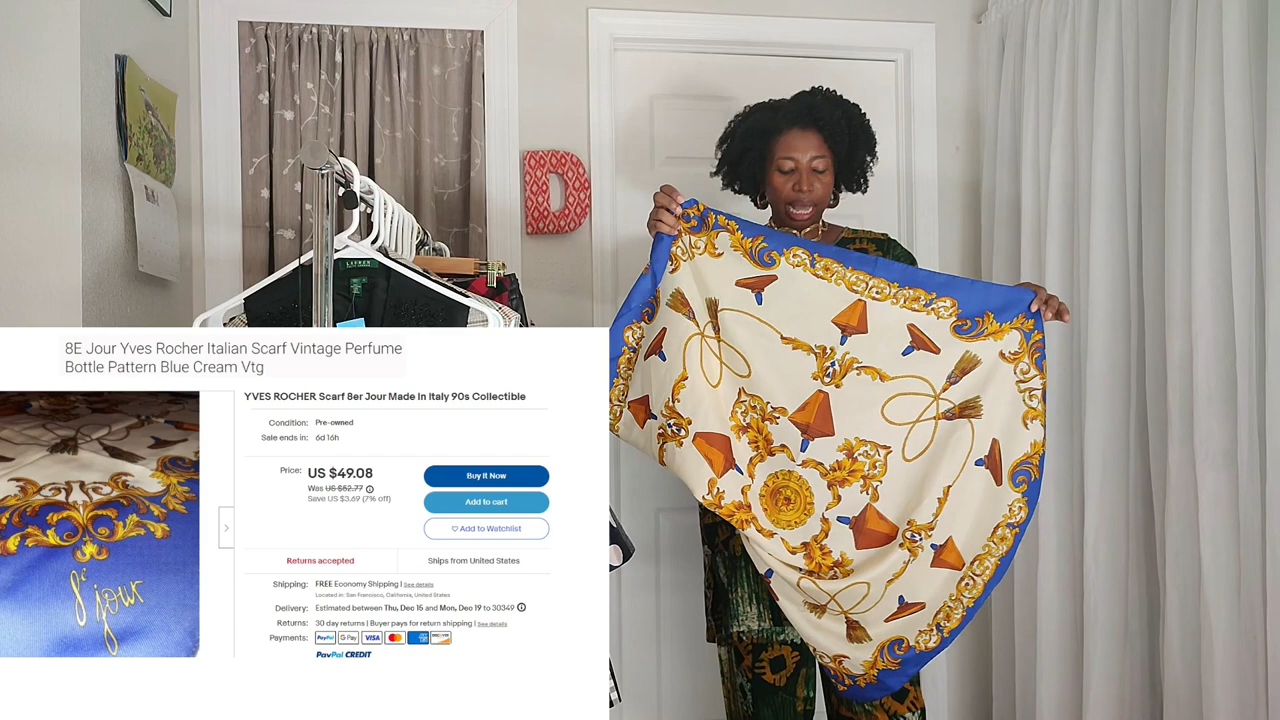 D
LAUREN
8E Jour Yves Rocher Italian Scarf Vintage Perfume
Bottle Pattern Blue Cream Vtg
YVES ROCHER Scarf 8er Jour Made in Italy 90s Collectible
Condition: Pre-owned
Sale ends in: 6d 16h
Price: US $49.08
Was US $52.77
Save US $3.69 (7% off)
Buy It Now
Add to cart
Add to Watchlist
Returns accepted
Ships from United States
Shipping: FREE Economy Shipping | See details
Located in: San Francisco, California, United States
Delivery: Estimated between Thu, Dec 15 and Mon, Dec 19 to 30349
Returns: 30 day returns | Buyer pays for return shipping | See details
Payments: PayPal G Pay VISA
PayPal CREDIT
8e jour